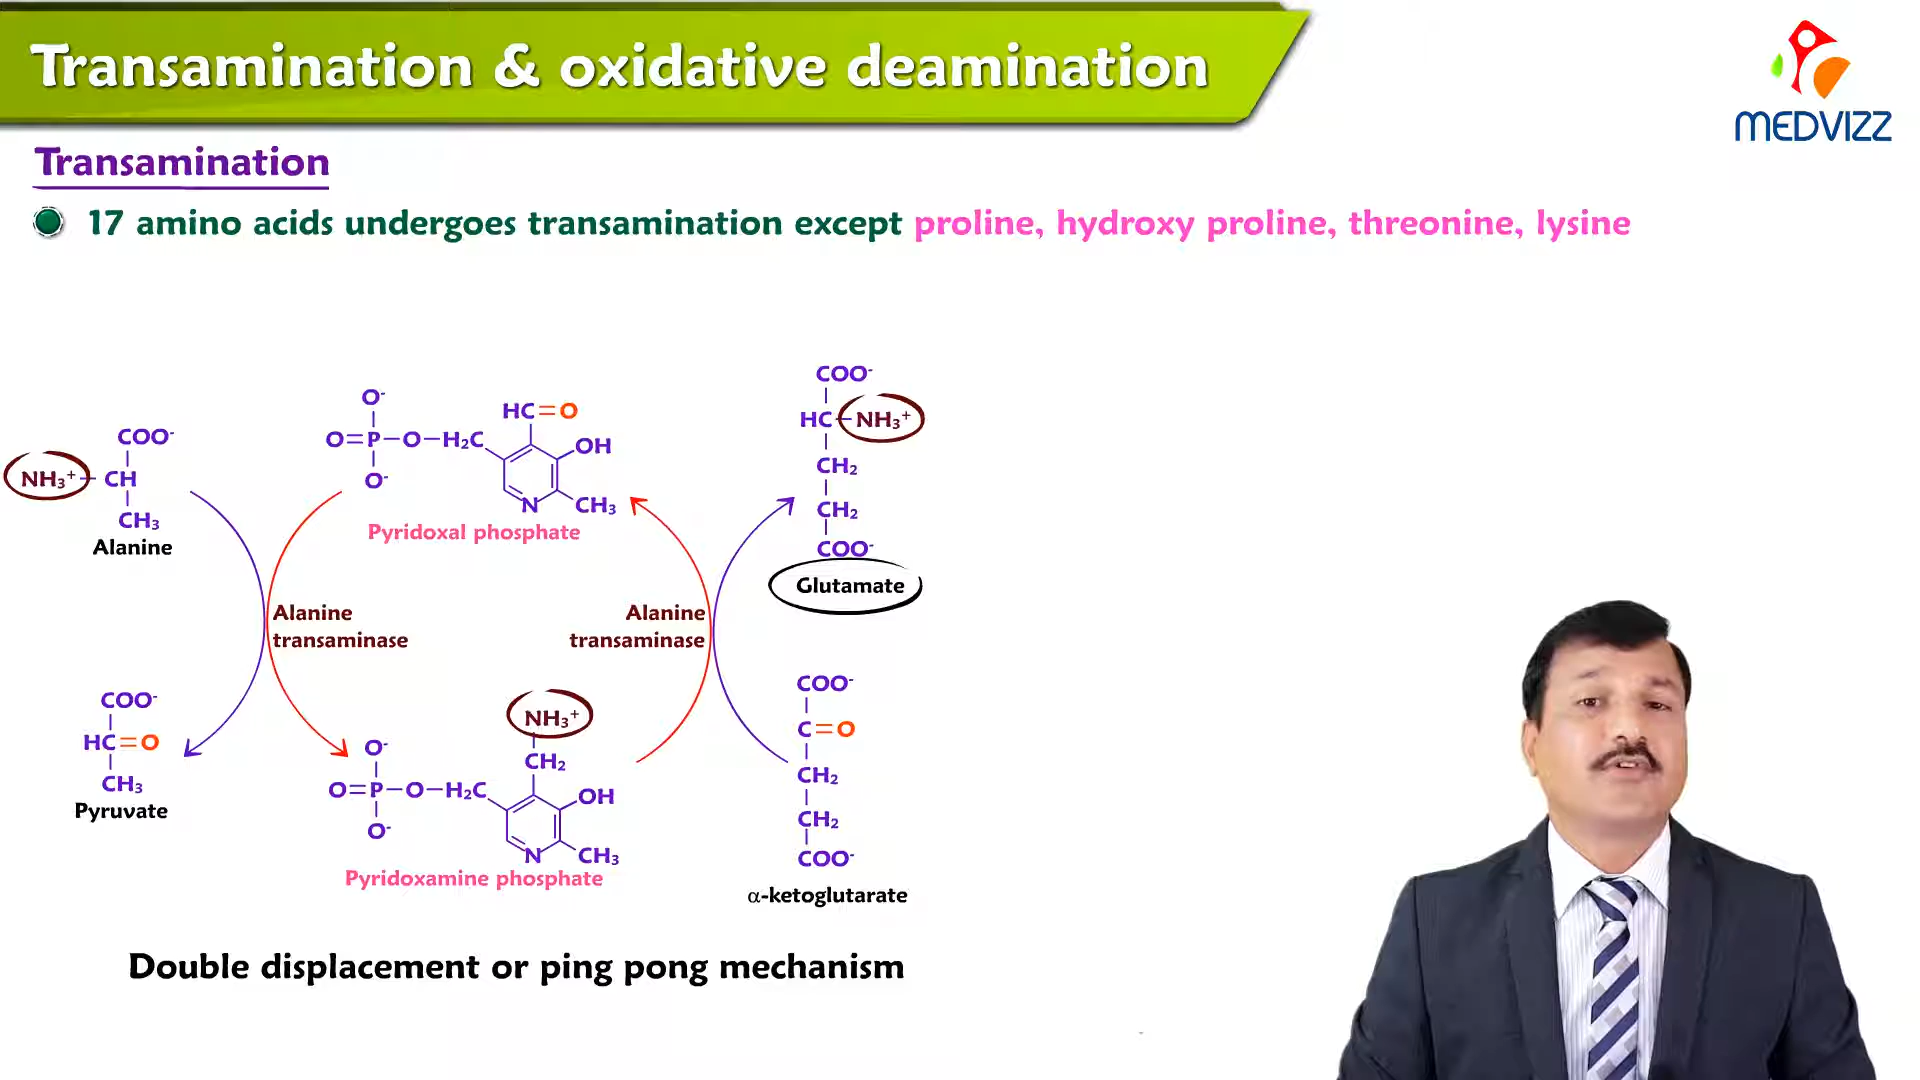 Transamination & oxidative deamination
MEDVIZZ
Transamination
17 amino acids undergoes transamination except proline, hydroxy proline, threonine, lysine
COO-
NH3+ - CH
CH3
Alanine
O-
O=P-O-H2C
O-
HC=O
OH
N
CH3
Pyridoxal phosphate
COO-
HC-NH3+
CH2
CH2
COO-
Glutamate
Alanine
transaminase
Alanine
transaminase
COO-
HC=O
CH3
Pyruvate
O-
O=P-O-H2C
O-
NH3+
CH2
OH
N
CH3
Pyridoxamine phosphate
COO-
C=O
CH2
CH2
COO-
α-ketoglutarate
Double displacement or ping pong mechanism